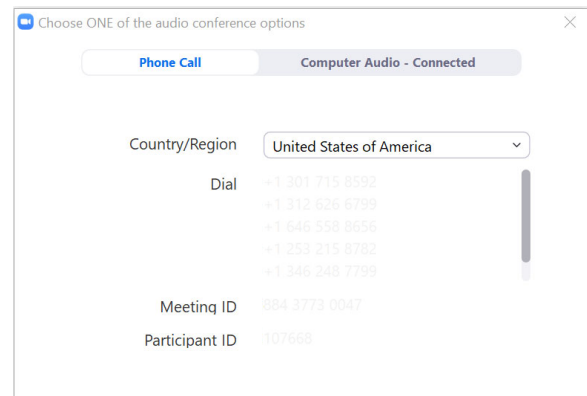 Choose ONE of the audio conference options
Phone Call
Computer Audio - Connected
Country/Region United States of America
Dial +1 301 715 8592
+1 312 626 6799
+1 646 558 8656
+1 253 215 8782
+1 346 248 7799
Meeting ID 884 3773 0047
Participant ID 107668